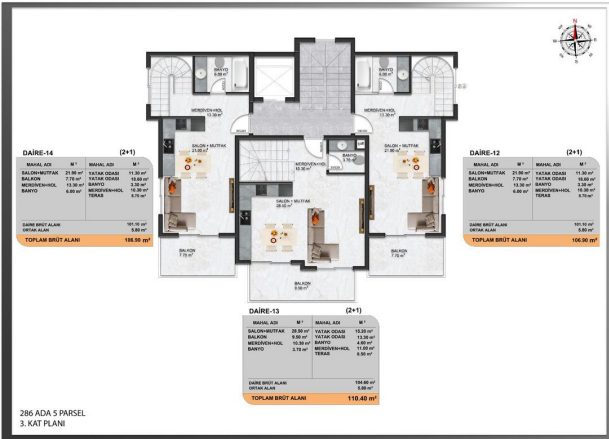 N
BANYO
6.00 m²
BANYO
6.00 m²
MERDİVEN+HOL
13.30 m²
MERDİVEN+HOL
13.30 m²
SALON + MUTFAK
21.90 m²
SALON + MUTFAK
21.90 m²
BANYO
3.70 m²
MERDİVEN+HOL
10.30 m²
SALON + MUTFAK
28.50 m²
BALKON
7.70 m²
BALKON
7.70 m²
BALKON
9.50 m²
DAİRE-14 (2+1)
MAHAL ADI M² MAHAL ADI M²
SALON+MUTFAK 21.90 m² YATAK ODASI 11.30 m²
BALKON 7.70 m² YATAK ODASI 10.60 m²
MERDİVEN+HOL 13.30 m² BANYO 3.30 m²
BANYO 6.00 m² MERDİVEN+HOL 10.30 m²
TERAS
DAİRE BRÜT ALANI 101.10 m²
ORTAK ALAN 5.80 m²
TOPLAM BRÜT ALANI 106.90 m²
DAİRE-12 (2+1)
MAHAL ADI M² MAHAL ADI M²
SALON+MUTFAK 21.90 m² YATAK ODASI 11.30 m²
BALKON 7.70 m² YATAK ODASI 10.60 m²
MERDİVEN+HOL 13.30 m² BANYO 3.30 m²
BANYO 6.00 m² MERDİVEN+HOL 10.30 m²
TERAS
DAİRE BRÜT ALANI 101.10 m²
ORTAK ALAN 5.80 m²
TOPLAM BRÜT ALANI 106.90 m²
DAİRE-13 (2+1)
MAHAL ADI M² MAHAL ADI M²
SALON+MUTFAK 28.50 m² YATAK ODASI 15.20 m²
BALKON 9.50 m² YATAK ODASI 13.30 m²
MERDİVEN+HOL 10.30 m² BANYO 4.60 m²
BANYO 3.70 m² MERDİVEN+HOL 11.00 m²
TERAS 8.50 m²
DAİRE BRÜT ALANI 104.60 m²
ORTAK ALAN 5.80 m²
TOPLAM BRÜT ALANI 110.40 m²
286 ADA 5 PARSEL
3. KAT PLANI